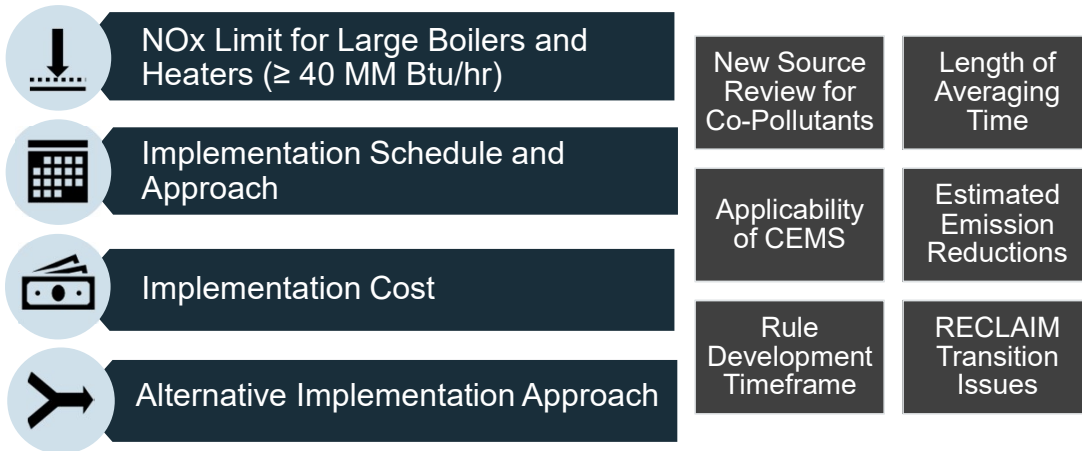 NOx Limit for Large Boilers and
Heaters (≥ 40 MM Btu/hr)
Implementation Schedule and
Approach
Implementation Cost
Alternative Implementation Approach
New Source
Review for
Co-Pollutants
Length of
Averaging
Time
Applicability
of CEMS
Estimated
Emission
Reductions
Rule
Development
Timeframe
RECLAIM
Transition
Issues